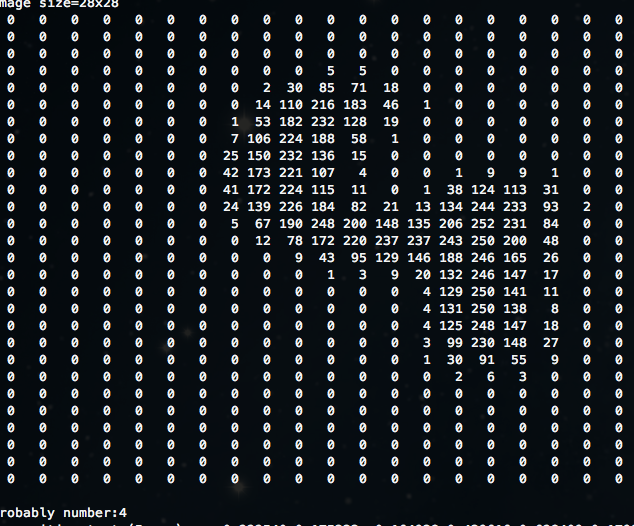 mage size=28x28
0 0 0 0 0 0 0 0 0 0 0 0 0 0 0 0 0 0 0 0
0 0 0 0 0 0 0 0 0 0 0 0 0 0 0 0 0 0 0 0
0 0 0 0 0 0 0 0 0 0 0 0 0 0 0 0 0 0 0 0
0 0 0 0 0 0 0 0 0 0 5 5 0 0 0 0 0 0 0 0
0 0 0 0 0 0 0 0 2 30 85 71 18 0 0 0 0 0 0 0
0 0 0 0 0 0 0 0 14 110 216 183 46 1 0 0 0 0 0 0
0 0 0 0 0 0 0 1 53 182 232 128 19 0 0 0 0 0 0 0
0 0 0 0 0 0 0 7 106 224 188 58 1 0 0 0 0 0 0 0
0 0 0 0 0 0 0 25 150 232 136 15 0 0 0 0 0 0 0 0
0 0 0 0 0 0 0 42 173 221 107 4 0 0 1 9 9 1 0 0
0 0 0 0 0 0 0 41 172 224 115 11 0 1 38 124 113 31 0 0
0 0 0 0 0 0 0 24 139 226 184 82 21 13 134 244 233 93 2 0
0 0 0 0 0 0 0 5 67 190 248 200 148 135 206 252 231 84 0 0
0 0 0 0 0 0 0 0 12 78 172 220 237 237 243 250 200 48 0 0
0 0 0 0 0 0 0 0 0 9 43 95 129 146 188 246 165 26 0 0
0 0 0 0 0 0 0 0 0 0 1 3 9 20 132 246 147 17 0 0
0 0 0 0 0 0 0 0 0 0 0 0 0 4 129 250 141 11 0 0
0 0 0 0 0 0 0 0 0 0 0 0 0 4 131 250 138 8 0 0
0 0 0 0 0 0 0 0 0 0 0 0 0 4 125 248 147 18 0 0
0 0 0 0 0 0 0 0 0 0 0 0 0 3 99 230 148 27 0 0
0 0 0 0 0 0 0 0 0 0 0 0 0 1 30 91 55 9 0 0
0 0 0 0 0 0 0 0 0 0 0 0 0 0 2 6 3 0 0 0
0 0 0 0 0 0 0 0 0 0 0 0 0 0 0 0 0 0 0 0
0 0 0 0 0 0 0 0 0 0 0 0 0 0 0 0 0 0 0 0
0 0 0 0 0 0 0 0 0 0 0 0 0 0 0 0 0 0 0 0
0 0 0 0 0 0 0 0 0 0 0 0 0 0 0 0 0 0 0 0
0 0 0 0 0 0 0 0 0 0 0 0 0 0 0 0 0 0 0 0
0 0 0 0 0 0 0 0 0 0 0 0 0 0 0 0 0 0 0 0
robably number:4